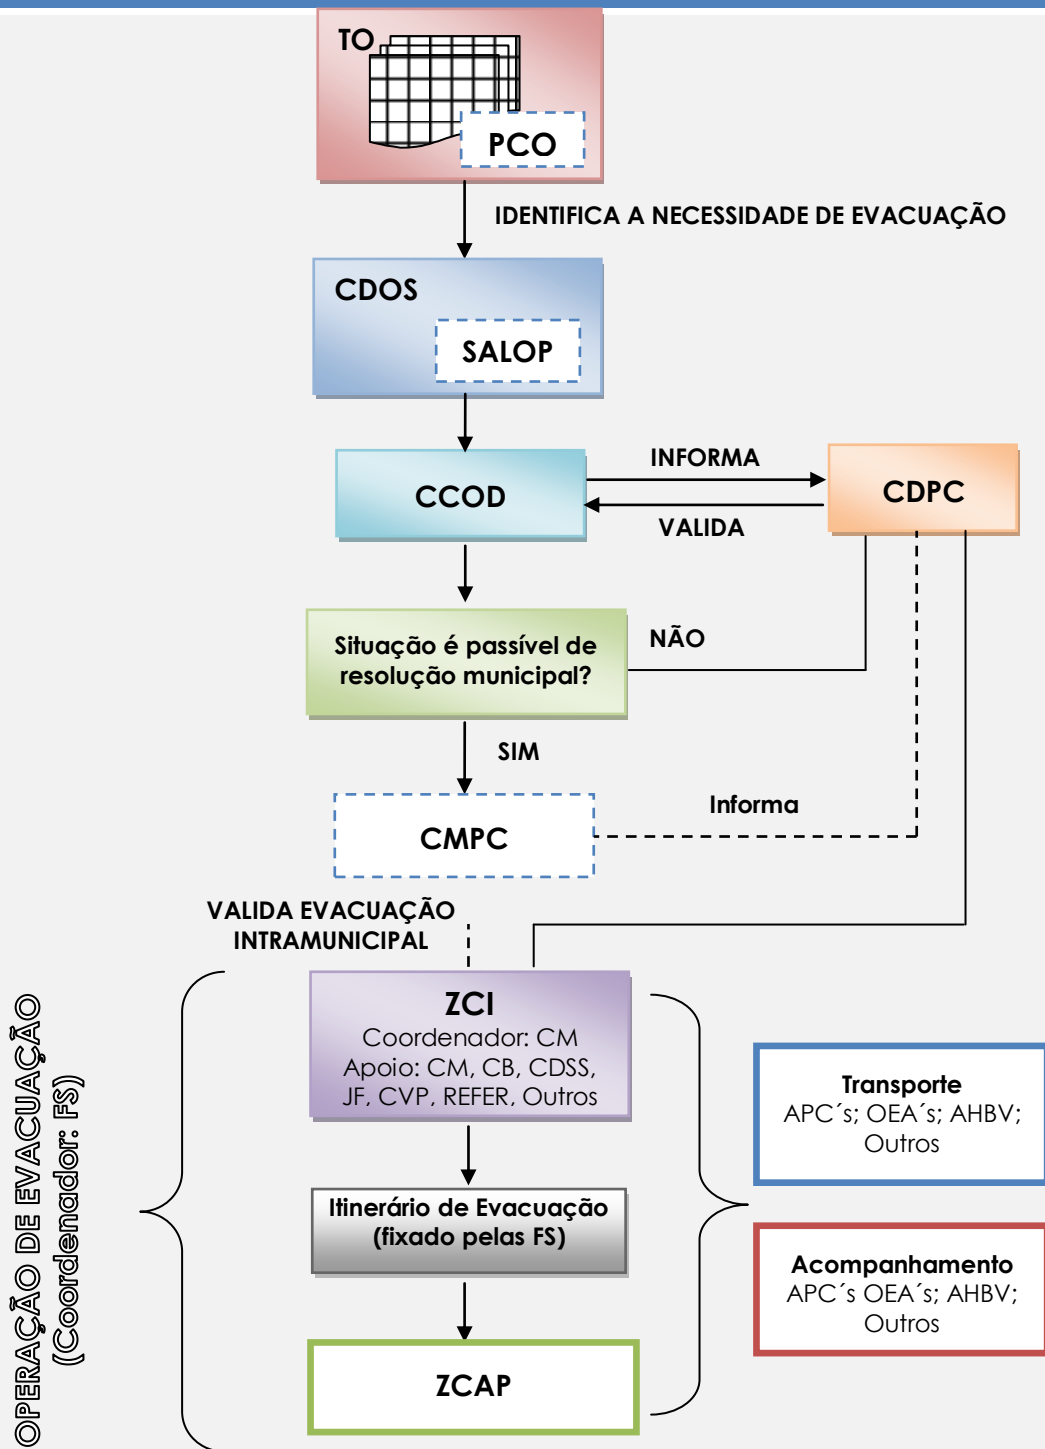 TO
PCO
IDENTIFICA A NECESSIDADE DE EVACUAÇÃO
CDOS
SALOP
CCOD
INFORMA
VALIDA
CDPC
Situação é passível de
resolução municipal?
NÃO
SIM
CMPC
Informa
VALIDA EVACUAÇÃO
INTRAMUNICIPAL
OPERAÇÃO DE EVACUAÇÃO
(Coordenador: FS)
ZCI
Coordenador: CM
Apoio: CM, CB, CDSS,
JF, CVP, REFER, Outros
Itinerário de Evacuação
(fixado pelas FS)
ZCAP
Transporte
APC´s; OEA´s; AHBV;
Outros
Acompanhamento
APC´s OEA´s; AHBV;
Outros